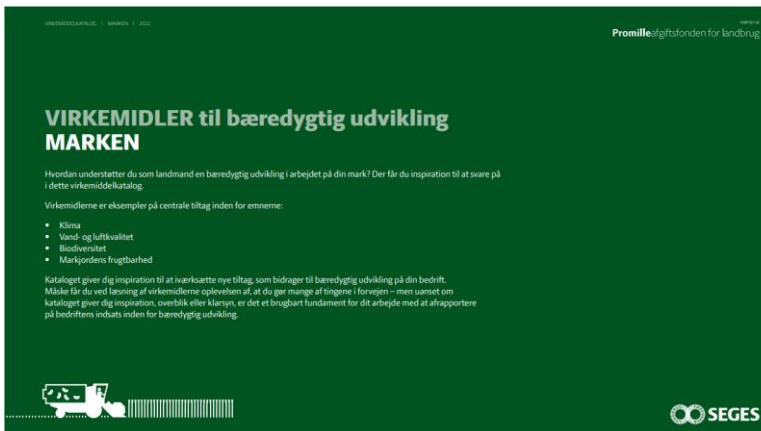 VIRKEMIDDELKATALOG | MARKEN | 2022
STØTTET AF
Promilleafgiftsfonden for landbrug
VIRKEMIDLER til bæredygtig udvikling
MARKEN
Hvordan understøtter du som landmand en bæredygtig udvikling i arbejdet på din mark? Der får du inspiration til at svare på
i dette virkemiddelkatalog.
Virkemidlerne er eksempler på centrale tiltag inden for emnerne:
• Klima
• Vand- og luftkvalitet
• Biodiversitet
• Markjordens frugtbarhed
Kataloget giver dig inspiration til at iværksætte nye tiltag, som bidrager til bæredygtig udvikling på din bedrift.
Måske får du ved læsning af virkemidlerne oplevelsen af, at du gør mange af tingene i forvejen – men uanset om
kataloget giver dig inspiration, overblik eller klarsyn, er det et brugbart fundament for dit arbejde med at afrapportere
på bedriftens indsats inden for bæredygtig udvikling.
SEGES